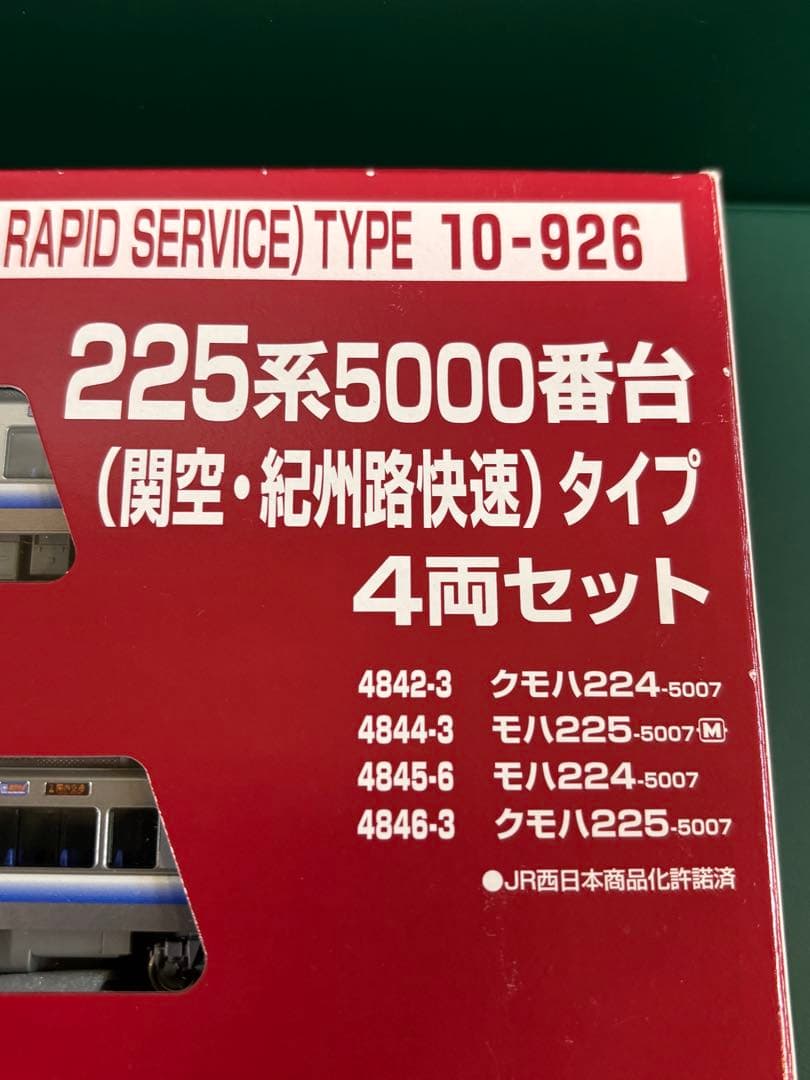 RAPID SERVICE) TYPE 10-926
225系5000番台
(関空・紀州路快速) タイプ
4両セット
4842-3 クモハ224-5007
4844-3 モハ225-5007 M
4845-6 モハ224-5007
4846-3 クモハ225-5007
●JR西日本商品化許諾済